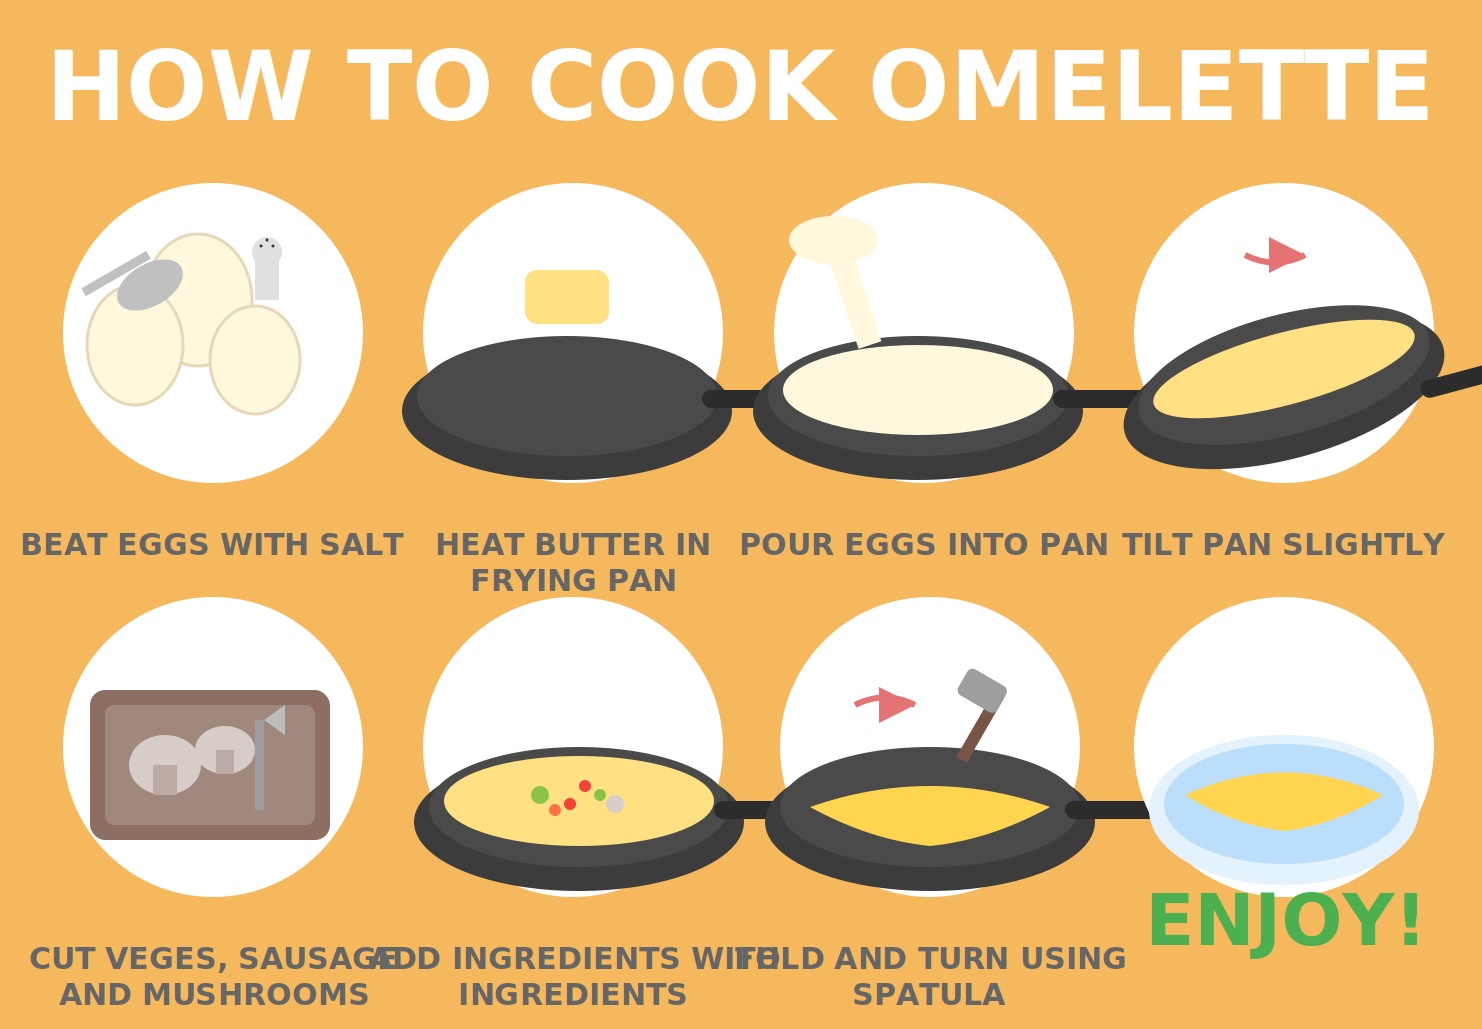 HOW TO COOK OMELETTE
BEAT EGGS WITH SALT
HEAT BUTTER IN
FRYING PAN
POUR EGGS INTO PAN
TILT PAN SLIGHTLY
CUT VEGES, SAUSAGE
AND MUSHROOMS
ADD INGREDIENTS WITH
INGREDIENTS
FOLD AND TURN USING
SPATULA
ENJOY!